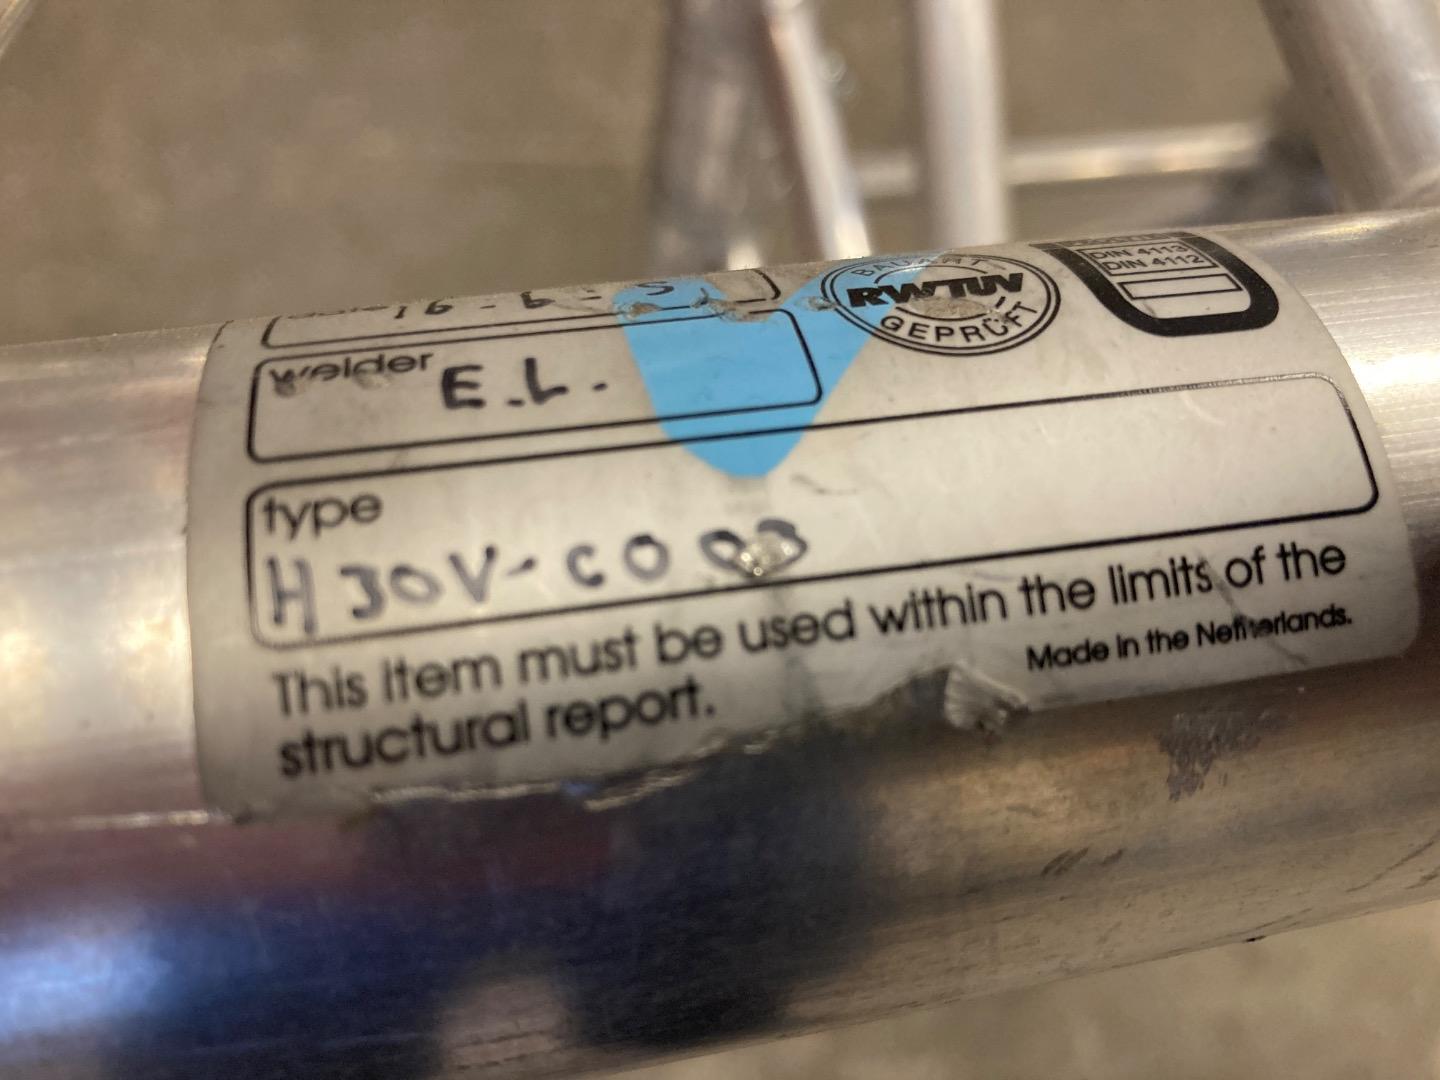 welder E.L.
BAUART
RWTÜV
GEPRÜFT
DIN 4113
DIN 4112
type
H30V-C003
This item must be used within the limits of the
structural report.
Made in the Netherlands.